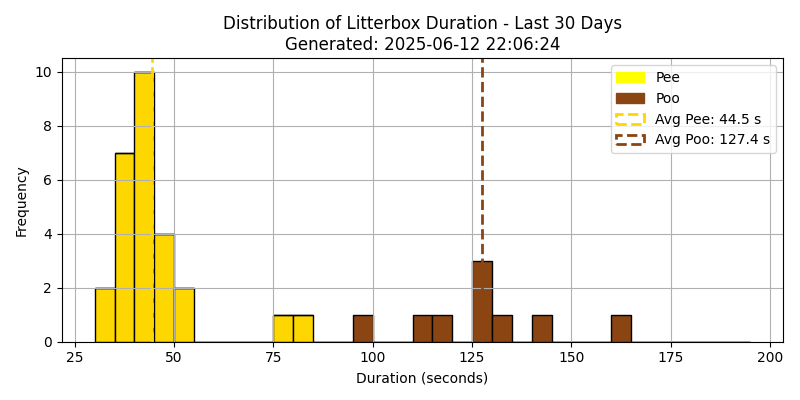 Distribution of Litterbox Duration - Last 30 Days
Generated: 2025-06-12 22:06:24
Pee
Poo
Avg Pee: 44.5 s
Avg Poo: 127.4 s
Frequency
10
8
6
4
2
0
25 50 75 100 125 150 175 200
Duration (seconds)